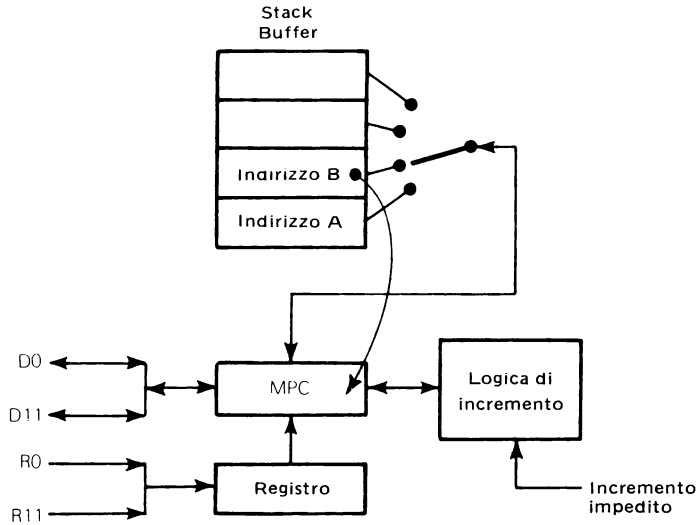 Stack
Buffer
Indirizzo B
Indirizzo A
D0
D11
MPC
Logica di
incremento
R0
R11
Registro
Incremento
impedito